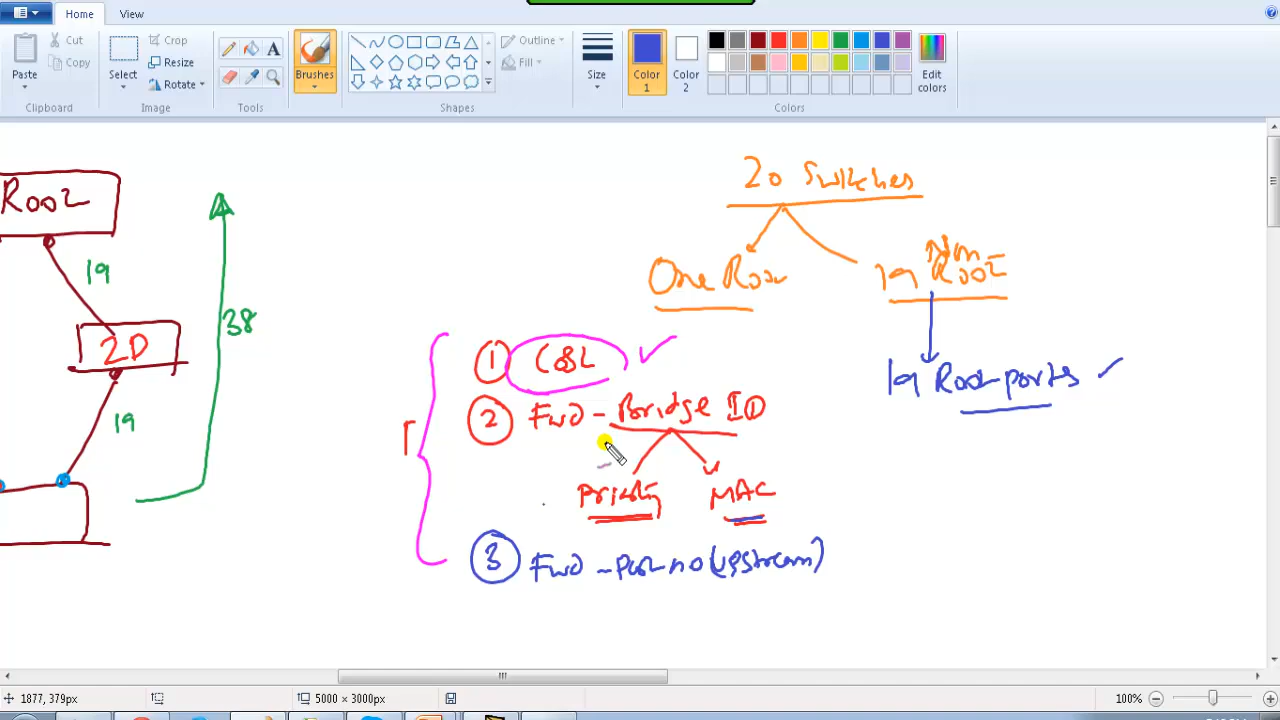 Home
View
Paste
Cut
Copy
Clipboard
Select
Crop
Resize
Rotate
Image
A
Tools
Brushes
Outline
Fill
Shapes
Size
Color 1
Color 2
Edit colors
Colors
20 Switches
Root
One Root
19 Non Root
19
38
2D
19
1 Cost
19 Root ports
2 Fwd - Bridge ID
Priority MAC
3 Fwd - Port no (upstream)
1877, 379px
5000 × 3000px
100%